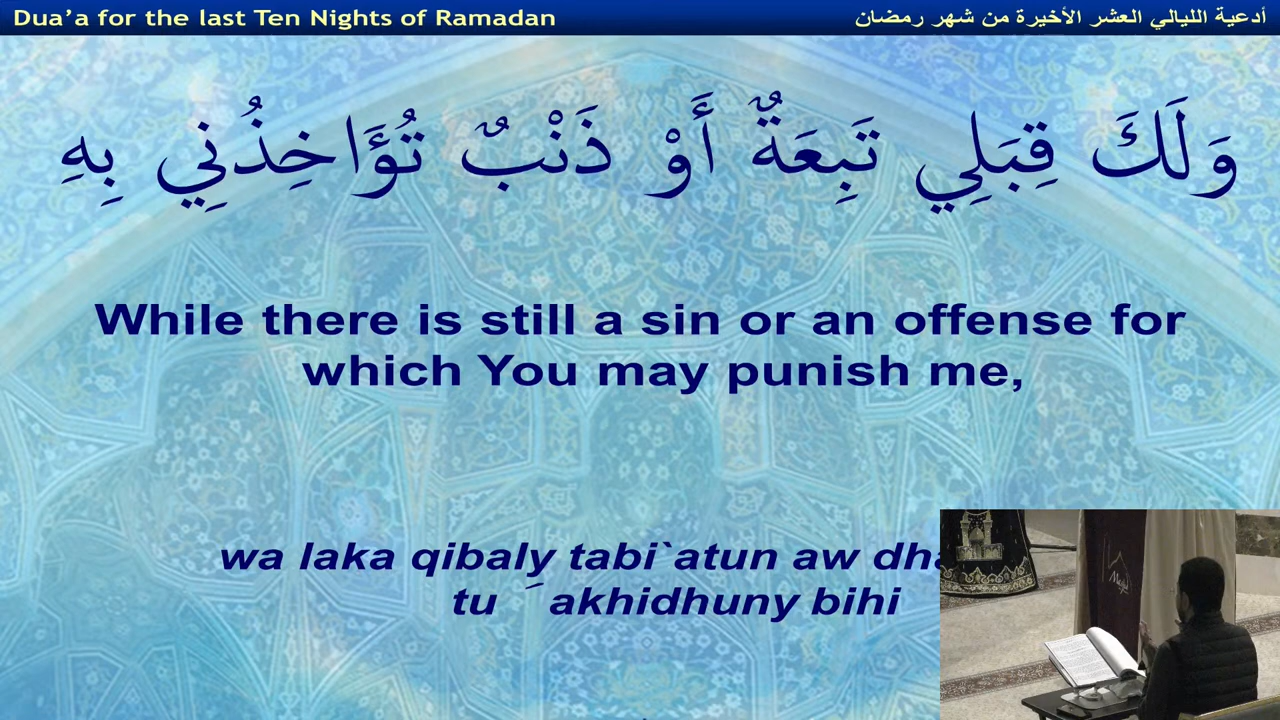 Dua’a for the last Ten Nights of Ramadan
أدعية الليالي العشر الأخيرة من شهر رمضان
وَلَكَ قِبَلِي تَبِعَةٌ أَوْ ذَنْبٌ تُؤَاخِذُنِي بِهِ
While there is still a sin or an offense for
which You may punish me,
wa laka qibaly tabi`atun aw
tu akhidhuny bihi